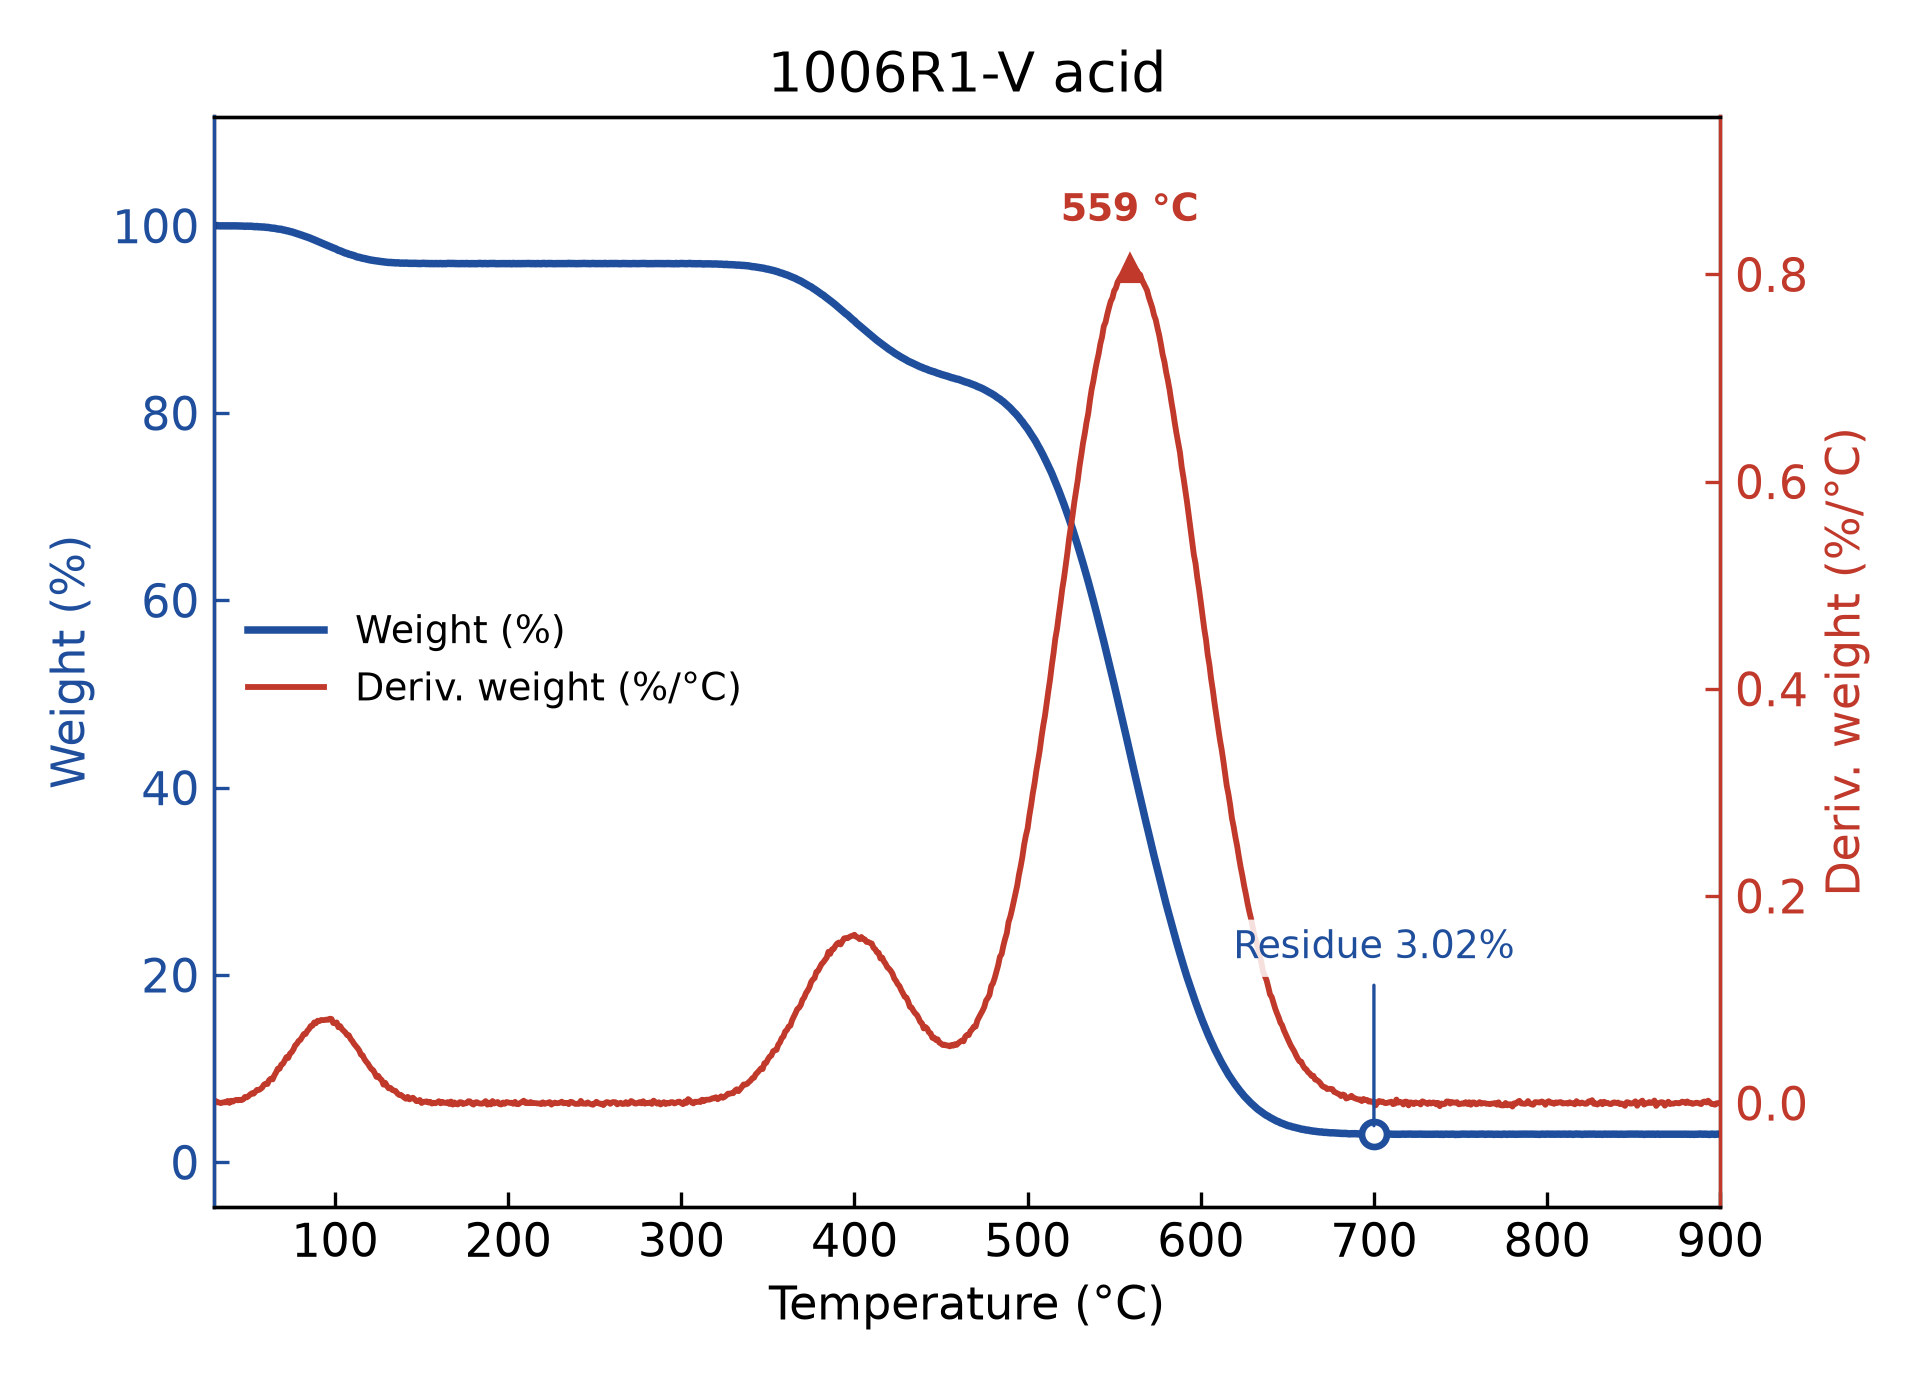 1006R1-V acid
559 °C
100
80
60
40
20
0
Weight (%)
0.8
0.6
0.4
0.2
0.0
Deriv. weight (%/°C)
Weight (%)
Deriv. weight (%/°C)
Residue 3.02%
100 200 300 400 500 600 700 800 900
Temperature (°C)